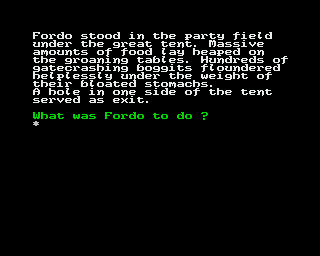 Fordo stood in the party field
under the great tent. Massive
amounts of food lay heaped on
the groaning tables. Hundreds of
gatecrashing boggits floundered
helplessly under the weight of
their bloated stomachs.
A hole in one side of the tent
served as exit.
What was Fordo to do ?
*